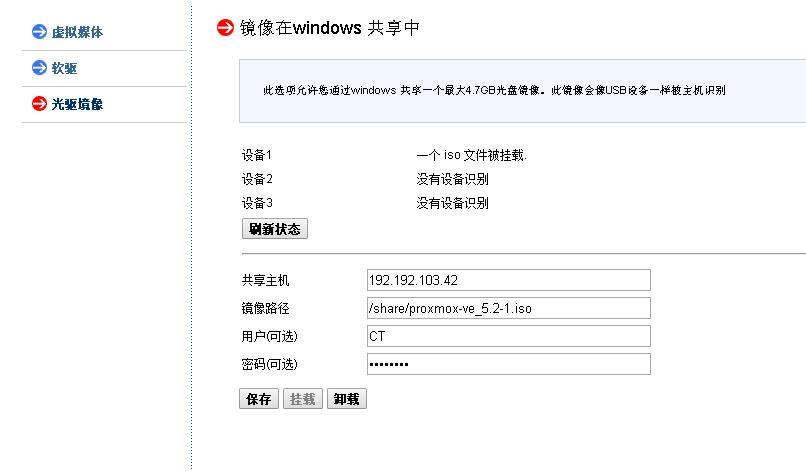 虚拟媒体
软驱
光驱镜像
镜像在windows 共享中
此选项允许您通过windows 共享一个最大4.7GB光盘镜像。此镜像会像USB设备一样被主机识别
设备1 一个 iso 文件被挂载.
设备2 没有设备识别
设备3 没有设备识别
刷新状态
共享主机 192.192.103.42
镜像路径 /share/proxmox-ve_5.2-1.iso
用户(可选) CT
密码(可选) ••••••••
保存 挂载 卸载